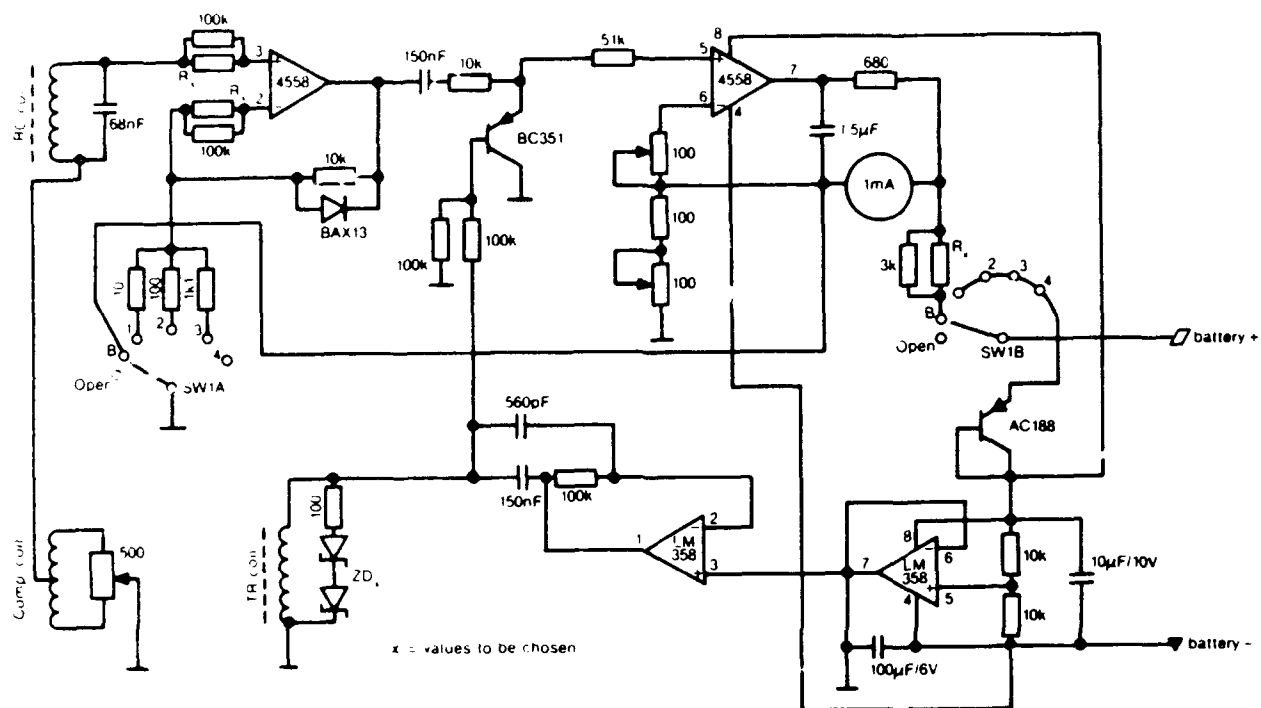 100k
R
3
+
4558
R
x
2
-
68nF
100k
10k
BAX13
150nF
10k
BC351
100k
100k
51k
8
5
+
4558
7
6
-
4
680
1.5µF
1mA
100
100
100
3k
R
x
2
3
4
B
Open
SW1B
battery +
10
100
1k1
1
2
3
4
B
Open
SW1A
560pF
AC188
150nF
100k
2
-
1
LM
358
3
+
8
-
6
7
LM
358
+
5
4
10k
10k
10µF/10V
100µF/6V
battery -
Comp coil
500
TR coil
100
ZD
x
x = values to be chosen